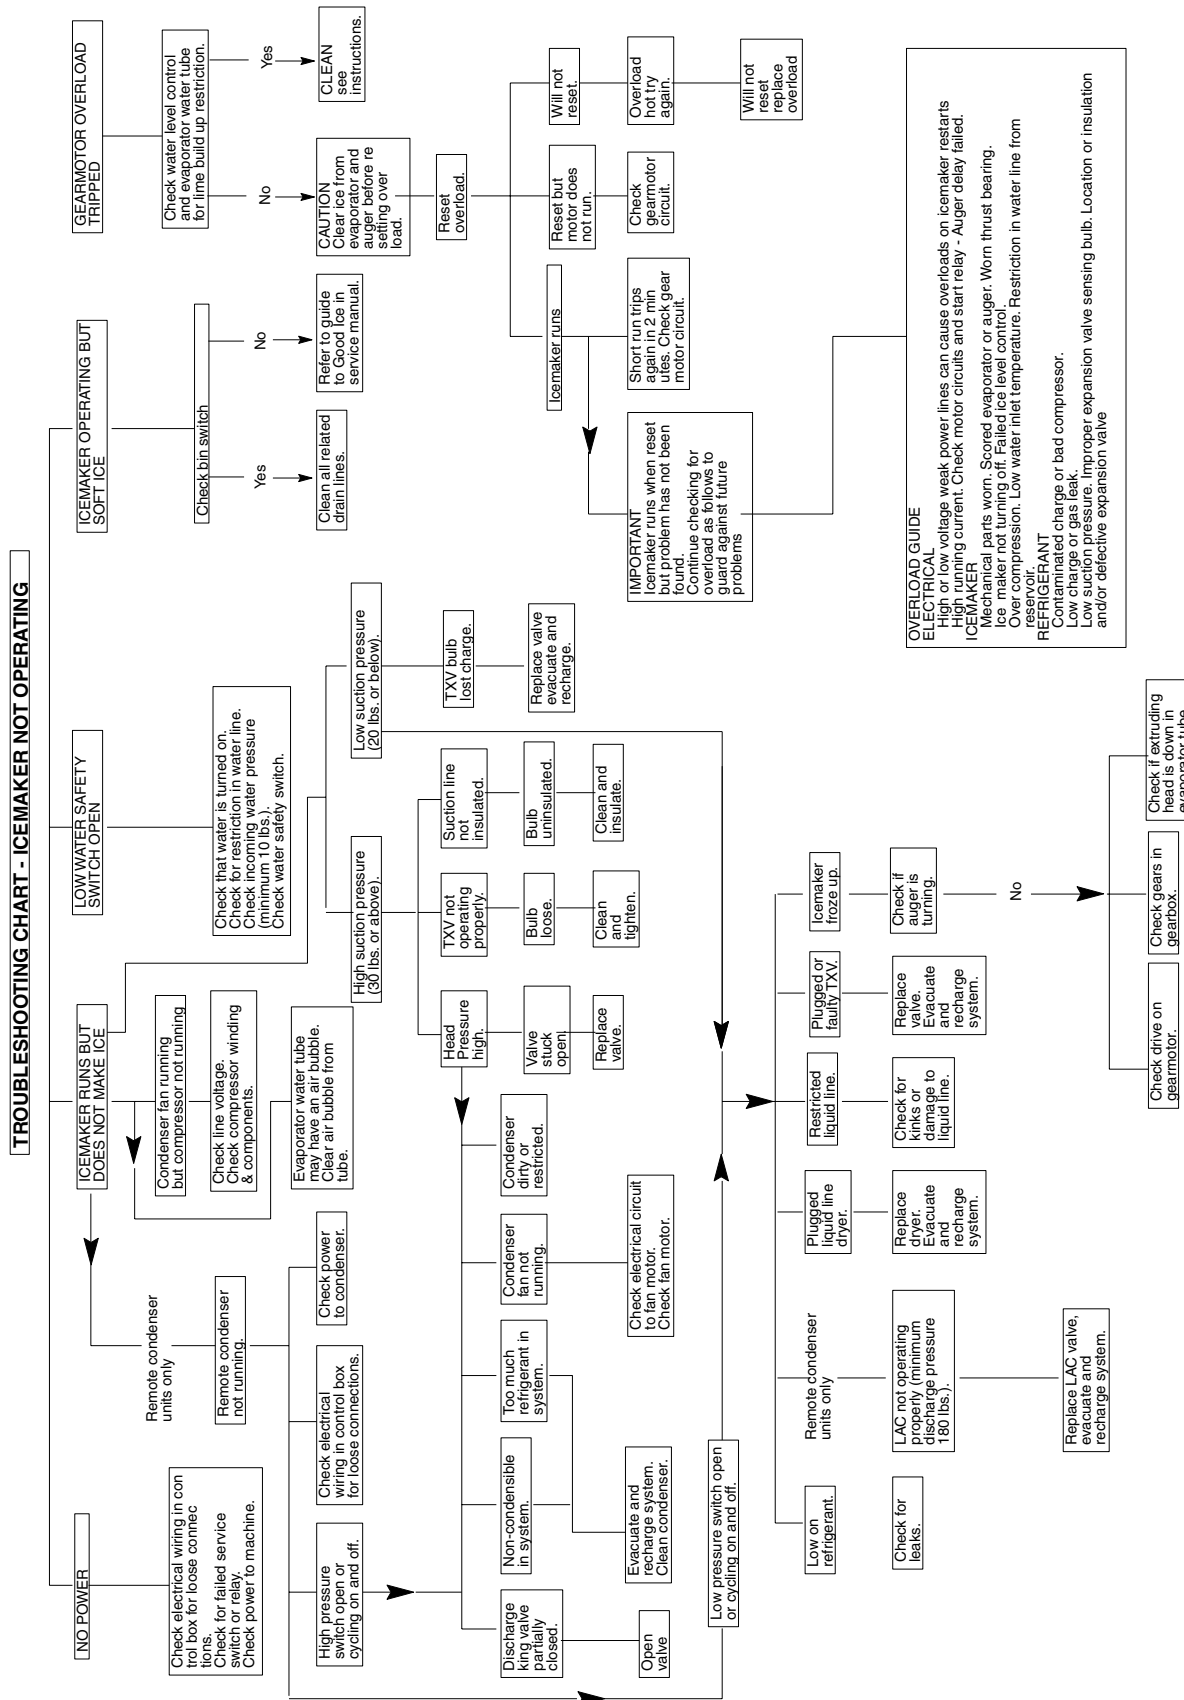 TROUBLESHOOTING CHART - ICEMAKER NOT OPERATING
NO POWER
Check electrical wiring in con
trol box for loose connec
tions.
Check for failed service
switch or relay.
Check power to machine.
ICEMAKER RUNS BUT
DOES NOT MAKE ICE
Remote condenser
units only
Remote condenser
not running.
High pressure
switch open or
cycling on and off.
Check electrical
wiring in control box
for loose connections.
Check power
to condenser.
Condenser fan running
but compressor not running
Check line voltage.
Check compressor winding
& components.
Evaporator water tube
may have an air bubble.
Clear air bubble from
tube.
LOW WATER SAFETY
SWITCH OPEN
Check that water is turned on.
Check for restriction in water line.
Check incoming water pressure
(minimum 10 lbs.).
Check water safety switch.
ICEMAKER OPERATING BUT
SOFT ICE
Check bin switch
Yes
No
Clean all related
drain lines.
Refer to guide
to Good Ice in
service manual.
GEARMOTOR OVERLOAD
TRIPPED
Check water level control
and evaporator water tube
for lime build up restriction.
No
Yes
CAUTION
Clear ice from
evaporator and
auger before re
setting over
load.
CLEAN
see
instructions.
Reset
overload.
Icemaker runs
Reset but
motor does
not run.
Will not
reset.
Short run trips
again in 2 min
utes. Check gear
motor circuit.
Check
gearmotor
circuit.
Overload
hot try
again.
Will not
reset
replace
overload
IMPORTANT
Icemaker runs when reset
but problem has not been
found.
Continue checking for
overload as follows to
guard against future
problems
High suction pressure
(30 lbs. or above).
Low suction pressure
(20 lbs. or below).
Head
Pressure
high.
TXV not
operating
properly.
Suction line
not
insulated.
TXV bulb
lost charge.
Valve
stuck
open.
Bulb
loose.
Bulb
uninsulated.
Replace valve
evacuate and
recharge.
Replace
valve.
Clean
and
tighten.
Clean and
insulate.
Discharge
king valve
partially
closed.
Non-condensible
in system.
Too much
refrigerant in
system.
Condenser
fan not
running.
Condenser
dirty or
restricted.
Open
valve
Evacuate and
recharge system.
Clean condenser.
Check electrical circuit
to fan motor.
Check fan motor.
Low pressure switch open
or cycling on and off.
Low on
refrigerant.
Remote condenser
units only
Plugged
liquid line
dryer.
Restricted
liquid line.
Plugged or
faulty TXV.
Icemaker
froze up.
Check for
leaks.
LAC not operating
properly (minimum
discharge pressure
180 lbs.).
Replace
dryer.
Evacuate
and
recharge
system.
Check for
kinks or
damage to
liquid line.
Replace
valve.
Evacuate
and
recharge
system.
Check if
auger is
turning.
No
Replace LAC valve,
evacuate and
recharge system.
Check drive on
gearmotor.
Check gears in
gearbox.
Check if extruding
head is down in
evaporator tube
OVERLOAD GUIDE
ELECTRICAL
High or low voltage weak power lines can cause overloads on icemaker restarts
High running current. Check motor circuits and start relay - Auger delay failed.
ICEMAKER
Mechanical parts worn. Scored evaporator or auger. Worn thrust bearing.
Ice maker not turning off. Failed ice level control.
Over compression. Low water inlet temperature. Restriction in water line from
reservoir.
REFRIGERANT
Contaminated charge or bad compressor.
Low charge or gas leak.
Low suction pressure. Improper expansion valve sensing bulb. Location or insulation
and/or defective expansion valve